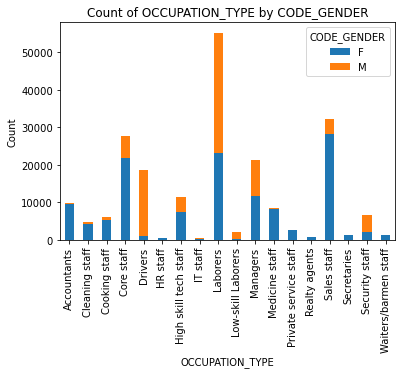 Count of OCCUPATION_TYPE by CODE_GENDER
CODE_GENDER
F
M
Count
50000
40000
30000
20000
10000
0
Accountants
Cleaning staff
Cooking staff
Core staff
Drivers
HR staff
High skill tech staff
IT staff
Laborers
Low-skill Laborers
Managers
Medicine staff
Private service staff
Realty agents
Sales staff
Secretaries
Security staff
Waiters/barmen staff
OCCUPATION_TYPE